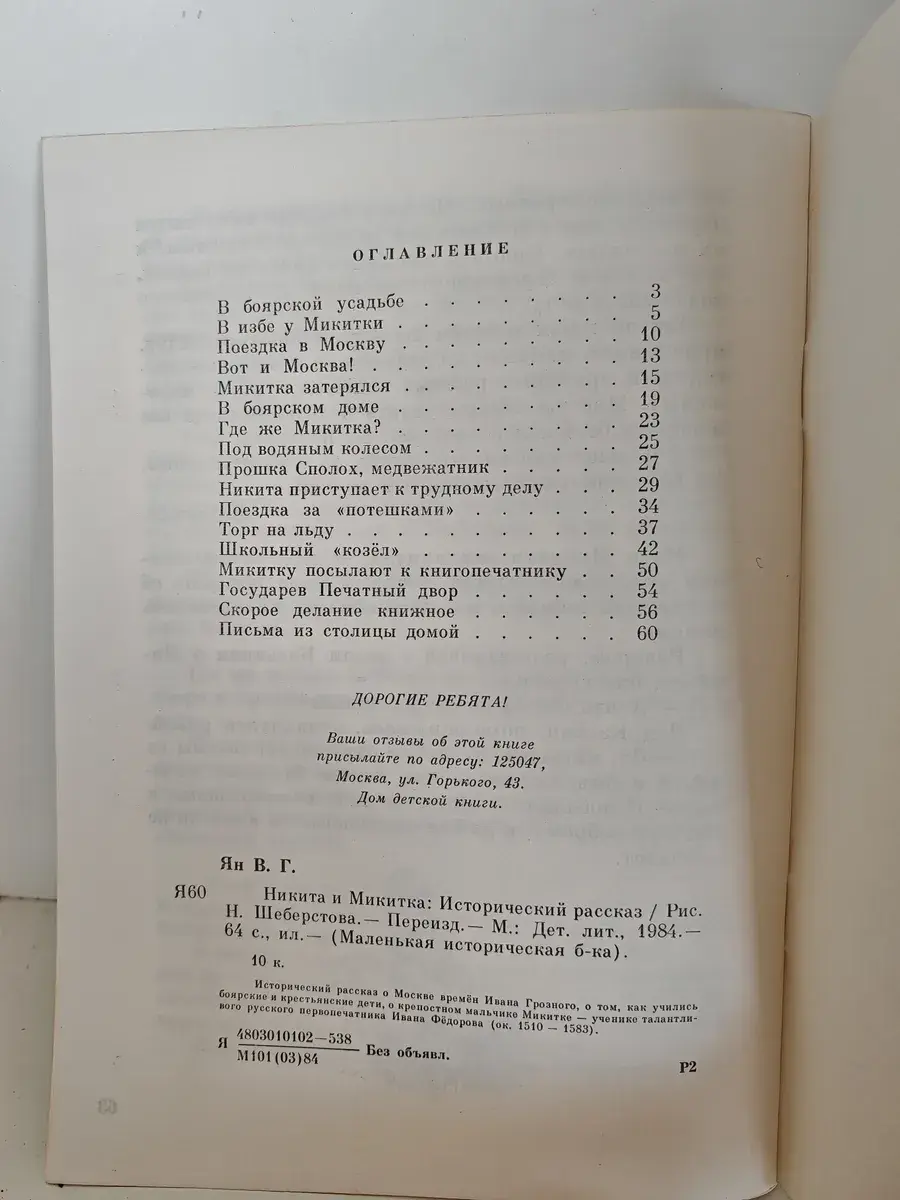 ОГЛАВЛЕНИЕ
В боярской усадьбе . . . . . . . . 3
В избе у Микитки . . . . . . . . . 5
Поездка в Москву . . . . . . . . . 10
Вот и Москва! . . . . . . . . . . 13
Микитка затерялся . . . . . . . . . 15
В боярском доме . . . . . . . . . 19
Где же Микитка? . . . . . . . . . 23
Под водяным колесом . . . . . . . . 25
Прошка Сполох, медвежатник . . . . . 27
Никита приступает к трудному делу . . . 29
Поездка за «потешками» . . . . . . 34
Торг на льду . . . . . . . . . . . 37
Школьный «козёл» . . . . . . . . 42
Микитку посылают к книгопечатнику . . 50
Государев Печатный двор . . . . . . 54
Скорое делание книжное . . . . . . 56
Письма из столицы домой . . . . . . 60
ДОРОГИЕ РЕБЯТА!
Ваши отзывы об этой книге
присылайте по адресу: 125047,
Москва, ул. Горького, 43.
Дом детской книги.
Ян В. Г.
Я60 Никита и Микитка: Исторический рассказ / Рис.
Н. Шеберстова.— Переизд.— М.: Дет. лит., 1984.—
64 с., ил.— (Маленькая историческая б-ка).
10 к.
Исторический рассказ о Москве времён Ивана Грозного, о том, как учились
боярские и крестьянские дети, о крепостном мальчике Микитке — ученике талантли-
вого русского первопечатника Ивана Фёдорова (ок. 1510 — 1583).
Я 4803010102—538
М101(03)84 Без объявл.
Р2
63